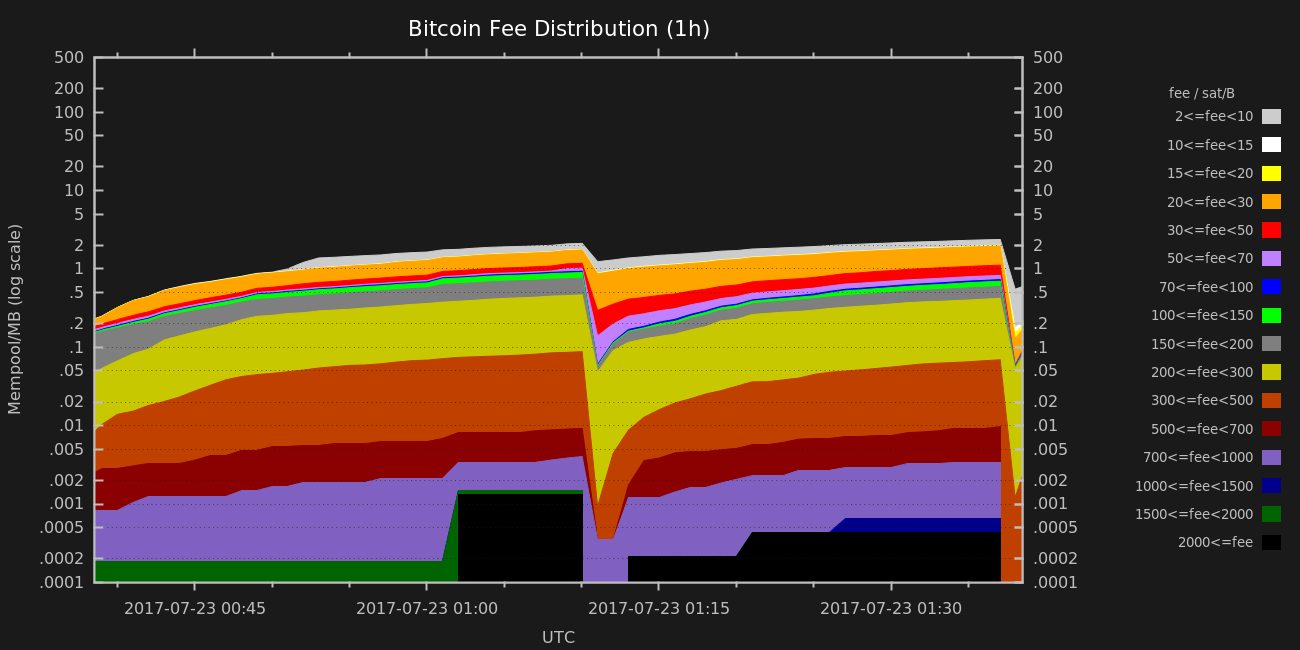 Bitcoin Fee Distribution (1h)
500
200
100
50
20
10
5
2
1
.5
.2
.1
.05
.02
.01
.005
.002
.001
.0005
.0002
.0001
Mempool/MB (log scale)
500
200
100
50
20
10
5
2
1
.5
.2
.1
.05
.02
.01
.005
.002
.001
.0005
.0002
.0001
2017-07-23 00:45
2017-07-23 01:00
2017-07-23 01:15
2017-07-23 01:30
UTC
fee / sat/B
2<=fee<10
10<=fee<15
15<=fee<20
20<=fee<30
30<=fee<50
50<=fee<70
70<=fee<100
100<=fee<150
150<=fee<200
200<=fee<300
300<=fee<500
500<=fee<700
700<=fee<1000
1000<=fee<1500
1500<=fee<2000
2000<=fee